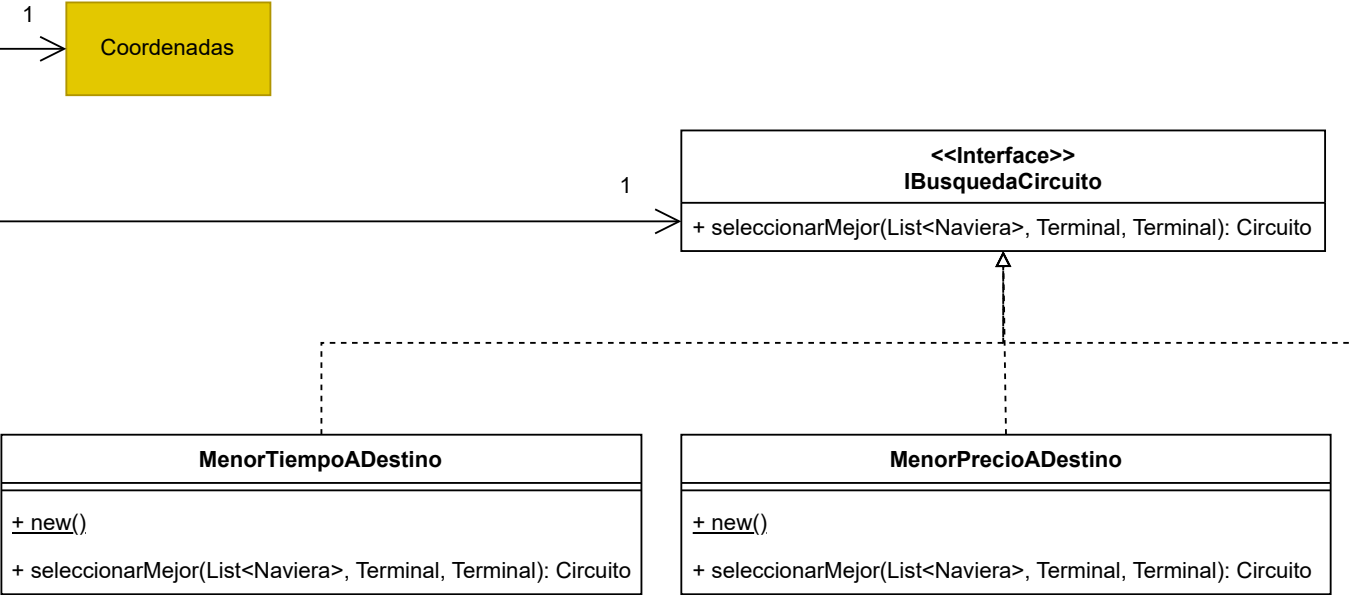 1
Coordenadas
<<Interface>>
IBusquedaCircuito
1
+ seleccionarMejor(List<Naviera>, Terminal, Terminal): Circuito
MenorTiempoADestino
+ new()
+ seleccionarMejor(List<Naviera>, Terminal, Terminal): Circuito
MenorPrecioADestino
+ new()
+ seleccionarMejor(List<Naviera>, Terminal, Terminal): Circuito